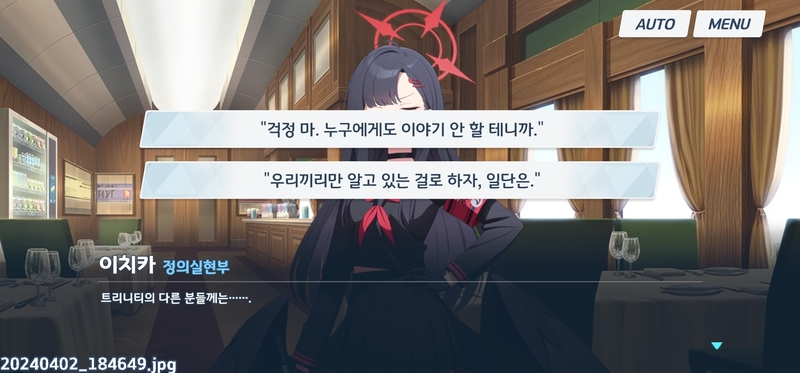 AUTO MENU
"걱정 마. 누구에게도 이야기 안 할 테니까."
"우리끼리만 알고 있는 걸로 하자, 일단은."
이치카 정의실현부
트리니티의 다른 분들께는…….
20240402_184649.jpg